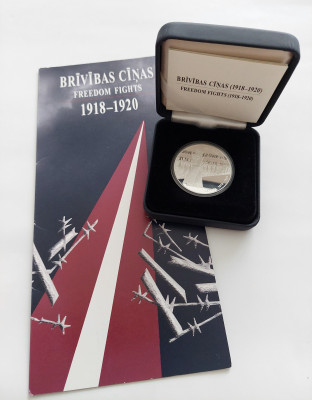 BRĪVĪBAS CĪŅAS
FREEDOM FIGHTS
1918–1920
BRĪVĪBAS CĪŅAS (1918-1920)
FREEDOM FIGHTS (1918-1920)